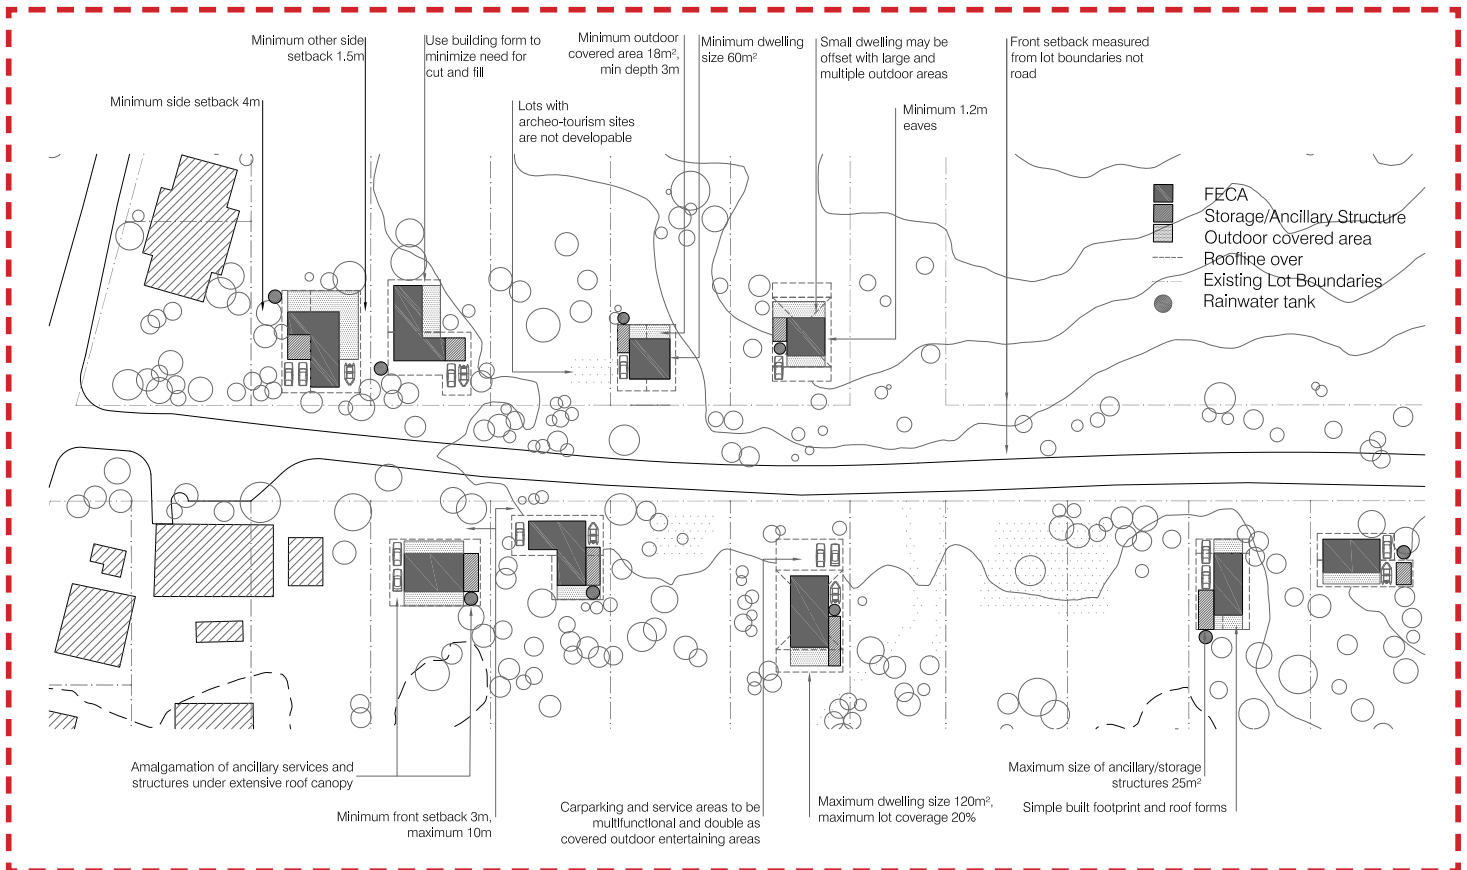 Minimum other side
setback 1.5m
Use building form to
minimize need for
cut and fill
Minimum outdoor
covered area 18m²,
min depth 3m
Minimum dwelling
size 60m²
Small dwelling may be
offset with large and
multiple outdoor areas
Front setback measured
from lot boundaries not
road
Minimum side setback 4m
Lots with
archeo-tourism sites
are not developable
Minimum 1.2m
eaves
FECA
Storage/Ancillary Structure
Outdoor covered area
Roofline over
Existing Lot Boundaries
Rainwater tank
Amalgamation of ancillary services and
structures under extensive roof canopy
Minimum front setback 3m,
maximum 10m
Carparking and service areas to be
multifunctional and double as
covered outdoor entertaining areas
Maximum dwelling size 120m²,
maximum lot coverage 20%
Maximum size of ancillary/storage
structures 25m²
Simple built footprint and roof forms